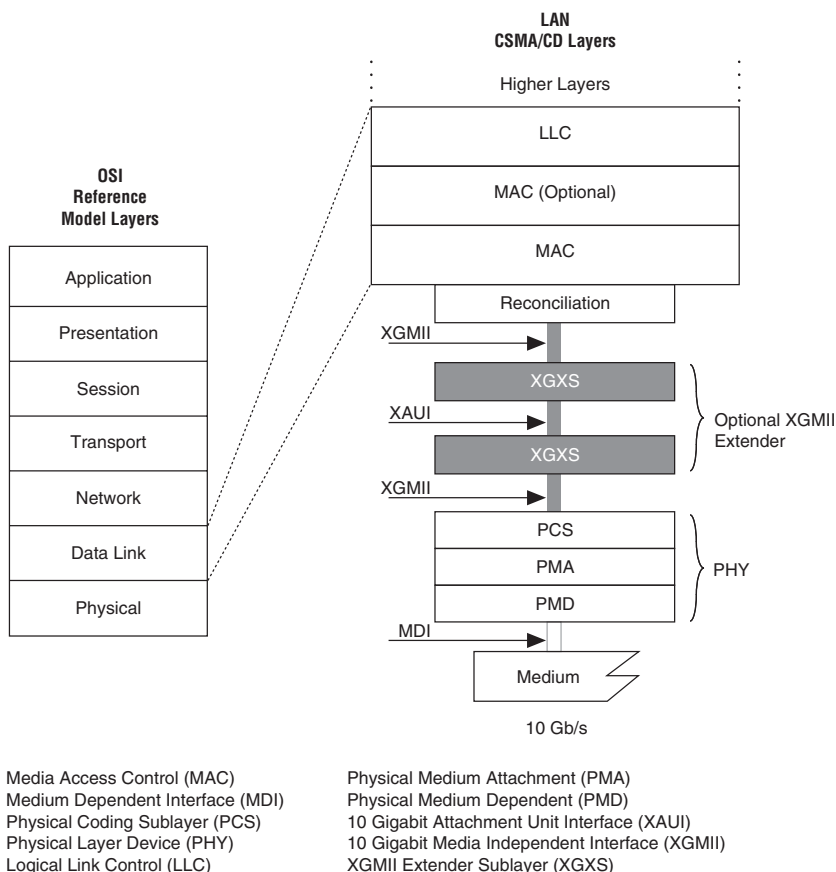 LAN
CSMA/CD Layers
Higher Layers
LLC
MAC (Optional)
MAC
Reconciliation
XGMII
XGXS
XAUI
XGXS
Optional XGMII
Extender
XGMII
PCS
PMA
PMD
PHY
MDI
Medium
10 Gb/s
OSI
Reference
Model Layers
Application
Presentation
Session
Transport
Network
Data Link
Physical
Media Access Control (MAC)
Medium Dependent Interface (MDI)
Physical Coding Sublayer (PCS)
Physical Layer Device (PHY)
Logical Link Control (LLC)
Physical Medium Attachment (PMA)
Physical Medium Dependent (PMD)
10 Gigabit Attachment Unit Interface (XAUI)
10 Gigabit Media Independent Interface (XGMII)
XGMII Extender Sublayer (XGXS)